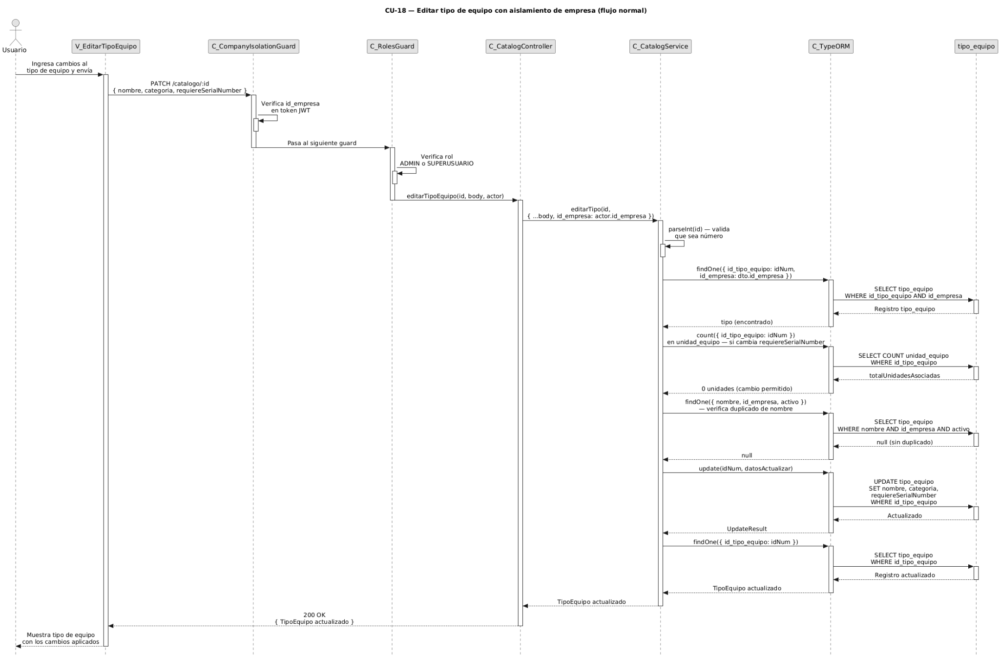 CU-18 — Editar tipo de equipo con aislamiento de empresa (flujo normal)
Usuario
V_EditarTipoEquipo
C_CompanyIsolationGuard
C_RolesGuard
C_CatalogController
C_CatalogService
C_TypeORM
tipo_equipo
Ingresa cambios al
tipo de equipo y envía
PATCH /catalogo/:id
{ nombre, categoria, requiereSerialNumber }
Verifica id_empresa
en token JWT
Pasa al siguiente guard
Verifica rol
ADMIN o SUPERUSUARIO
editarTipoEquipo(id, body, actor)
editarTipo(id,
{ ...body, id_empresa: actor.id_empresa })
parseInt(id) — valida
que sea número
findOne({ id_tipo_equipo: idNum,
id_empresa: dto.id_empresa })
SELECT tipo_equipo
WHERE id_tipo_equipo AND id_empresa
Registro tipo_equipo
tipo (encontrado)
count({ id_tipo_equipo: idNum })
en unidad_equipo — si cambia requiereSerialNumber
SELECT COUNT unidad_equipo
WHERE id_tipo_equipo
totalUnidadesAsociadas
0 unidades (cambio permitido)
findOne({ nombre, id_empresa, activo })
— verifica duplicado de nombre
SELECT tipo_equipo
WHERE nombre AND id_empresa AND activo
null (sin duplicado)
null
update(idNum, datosActualizar)
UPDATE tipo_equipo
SET nombre, categoria,
requiereSerialNumber
WHERE id_tipo_equipo
Actualizado
UpdateResult
findOne({ id_tipo_equipo: idNum })
SELECT tipo_equipo
WHERE id_tipo_equipo
Registro actualizado
TipoEquipo actualizado
TipoEquipo actualizado
200 OK
{ TipoEquipo actualizado }
Muestra tipo de equipo
con los cambios aplicados